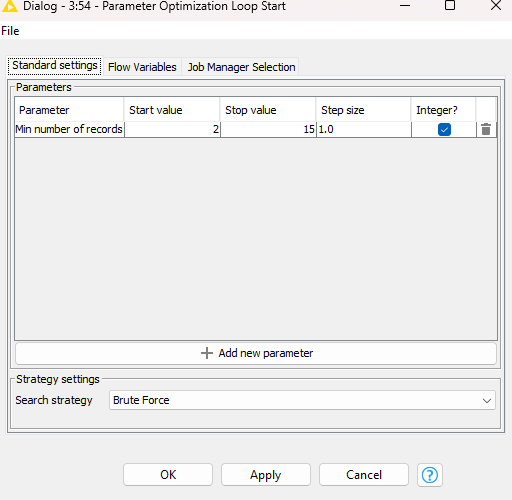 Dialog - 3:54 - Parameter Optimization Loop Start
File
Standard settings Flow Variables Job Manager Selection
Parameters
Parameter Start value Stop value Step size Integer?
Min number of records 2 15 1.0
Add new parameter
Strategy settings
Search strategy Brute Force
OK Apply Cancel ?